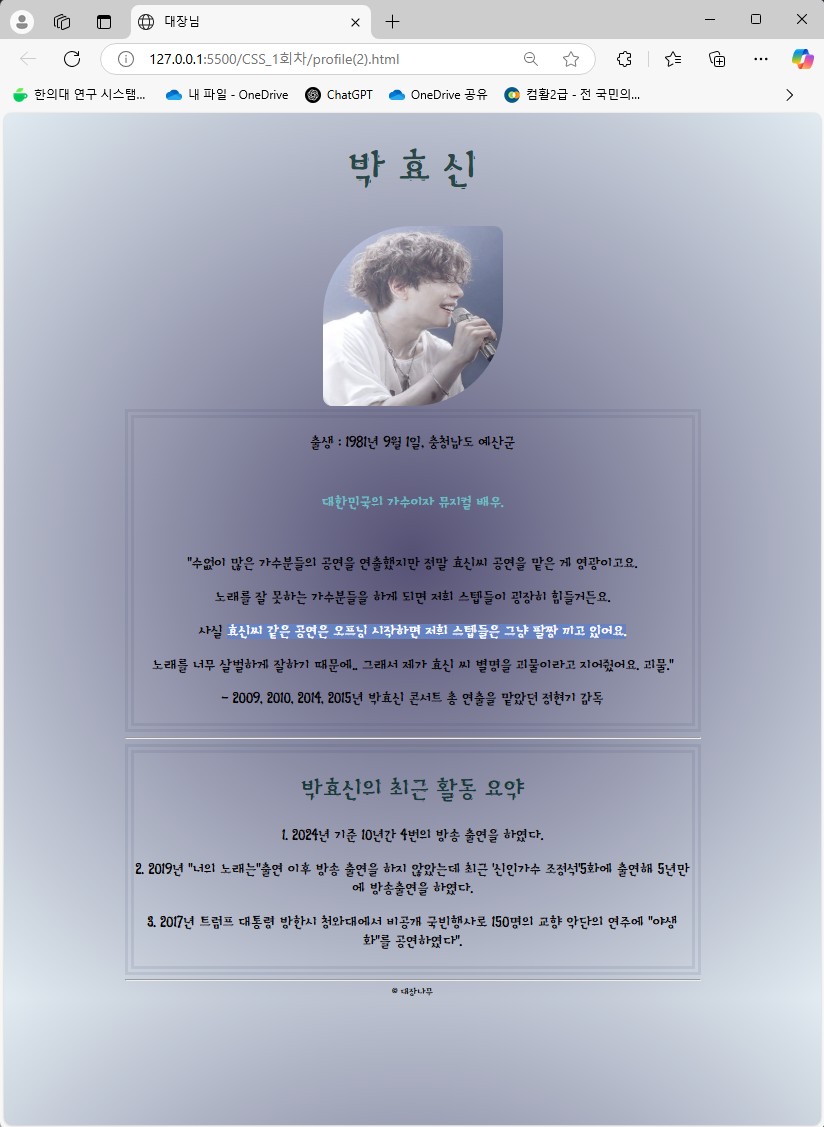 대장님
127.0.0.1:5500/CSS_1회차/profile(2).html
한의대 연구 시스탬... 내 파일 - OneDrive ChatGPT OneDrive 공유 컴활2급 - 전 국민의...
박 효 신
출생 : 1981년 9월 1일, 충청남도 예산군
대한민국의 가수이자 뮤지컬 배우.
"수없이 많은 가수분들의 공연을 연출했지만 정말 효신씨 공연을 맡은 게 영광이고요.
노래를 잘 못하는 가수분들을 하게 되면 저희 스텝들이 굉장히 힘들거든요.
사실 효신씨 같은 공연은 오프닝 시작하면 저희 스텝들은 그냥 팔짱 끼고 있어요.
노래를 너무 살벌하게 잘하기 때문에.. 그래서 제가 효신 씨 별명을 괴물이라고 지어줬어요. 괴물."
- 2009, 2010, 2014, 2015년 박효신 콘서트 총 연출을 맡았던 정현기 감독
박효신의 최근 활동 요약
1. 2024년 기준 10년간 4번의 방송 출연을 하였다.
2. 2019년 "너의 노래는"출연 이후 방송 출연을 하지 않았는데 최근 '신인가수 조정석'5화에 출연해 5년만
에 방송출연을 하였다.
3. 2017년 트럼프 대통령 방한시 청와대에서 비공개 국빈행사로 150명의 교향 악단의 연주에 "야생
화"를 공연하였다".
© 대장나무